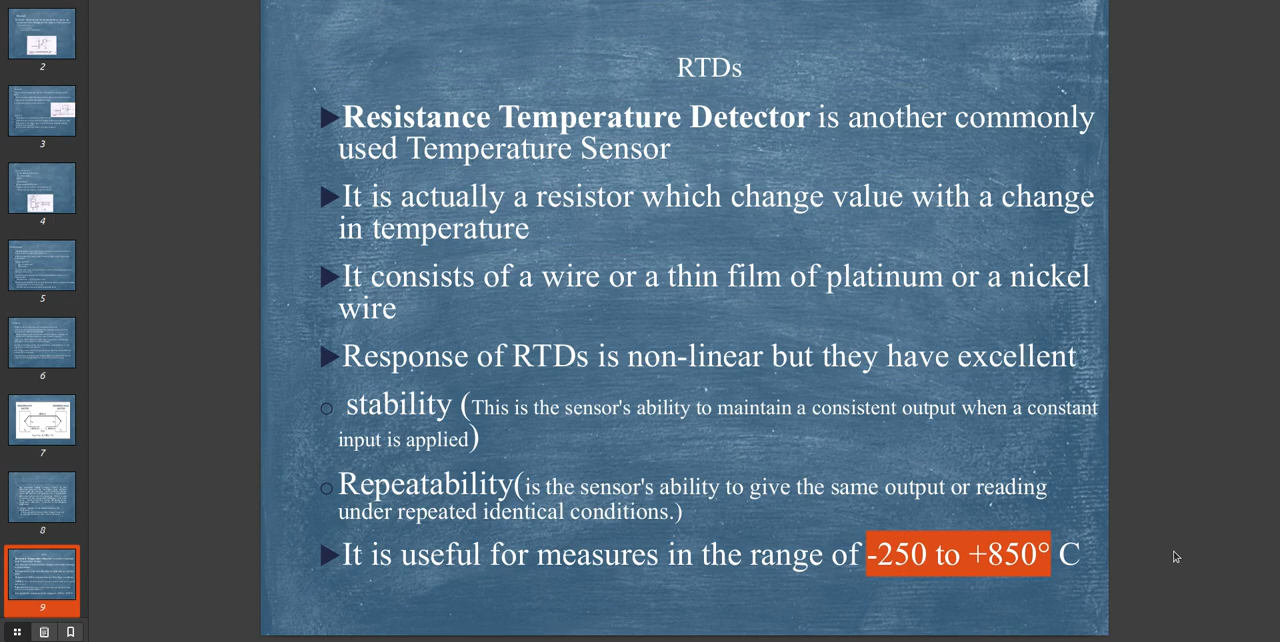 RTDs
Resistance Temperature Detector is another commonly
used Temperature Sensor
It is actually a resistor which change value with a change
in temperature
It consists of a wire or a thin film of platinum or a nickel
wire
Response of RTDs is non-linear but they have excellent
stability (This is the sensor's ability to maintain a consistent output when a constant
input is applied)
Repeatability(is the sensor's ability to give the same output or reading
under repeated identical conditions.)
It is useful for measures in the range of -250 to +850° C
2
3
4
5
6
7
8
9